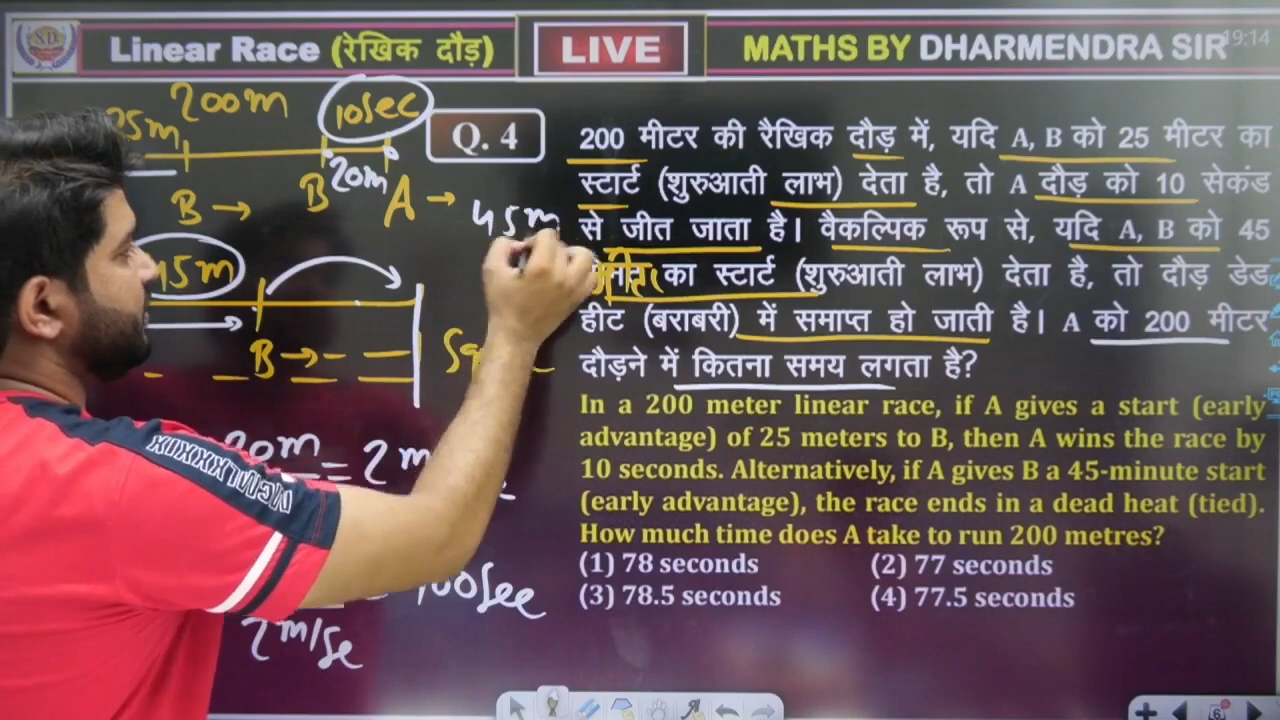 Linear Race (रेखिक दौड़)
LIVE
MATHS BY DHARMENDRA SIR
19:14
200m
10sec
25m
B → B 20m A →
45m
45m
B →
20m = 2m
100Sec
2 m/se
Q. 4
200 मीटर की रैखिक दौड़ में, यदि A, B को 25 मीटर का
स्टार्ट (शुरुआती लाभ) देता है, तो A दौड़ को 10 सेकंड
से जीत जाता है। वैकल्पिक रूप से, यदि A, B को 45
का स्टार्ट (शुरुआती लाभ) देता है, तो दौड़ डेड
हीट (बराबरी) में समाप्त हो जाती है। A को 200 मीटर
दौड़ने में कितना समय लगता है?
In a 200 meter linear race, if A gives a start (early
advantage) of 25 meters to B, then A wins the race by
10 seconds. Alternatively, if A gives B a 45-minute start
(early advantage), the race ends in a dead heat (tied).
How much time does A take to run 200 metres?
(1) 78 seconds (2) 77 seconds
(3) 78.5 seconds (4) 77.5 seconds